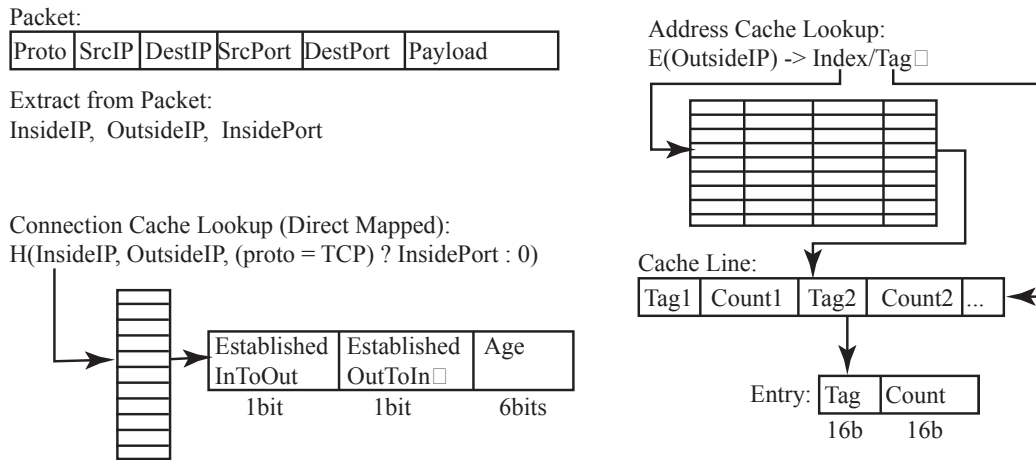 Packet:
Proto SrcIP DestIP SrcPort DestPort Payload
Extract from Packet:
InsideIP, OutsideIP, InsidePort
Connection Cache Lookup (Direct Mapped):
H(InsideIP, OutsideIP, (proto = TCP) ? InsidePort : 0)
Established InToOut
Established OutToIn□
Age
1bit 1bit 6bits
Address Cache Lookup:
E(OutsideIP) -> Index/Tag□
Cache Line:
Tag1 Count1 Tag2 Count2 ...
Entry: Tag Count
16b 16b